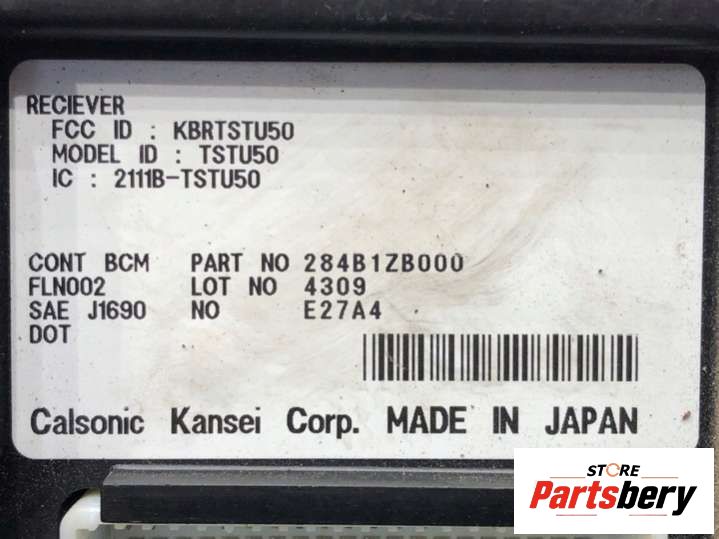 RECIEVER
FCC ID : KBRTSTU50
MODEL ID : TSTU50
IC : 2111B-TSTU50
CONT BCM PART NO 284B1ZB000
FLN002 LOT NO 4309
SAE J1690 NO E27A4
DOT
Calsonic Kansei Corp. MADE IN JAPAN
STORE
Partsbery